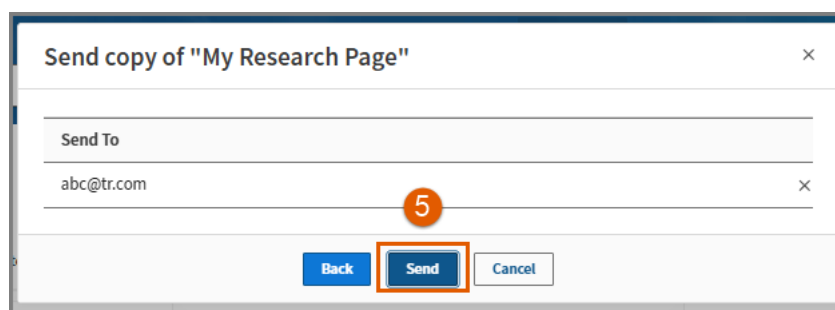 Send copy of "My Research Page"
Send To
abc@tr.com
5
Back Send Cancel